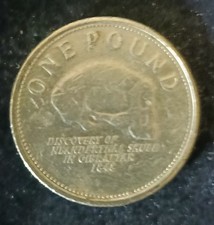 ONE POUND
DISCOVERY OF
NEANDERTHAL SKULL
IN GIBRALTAR
1848